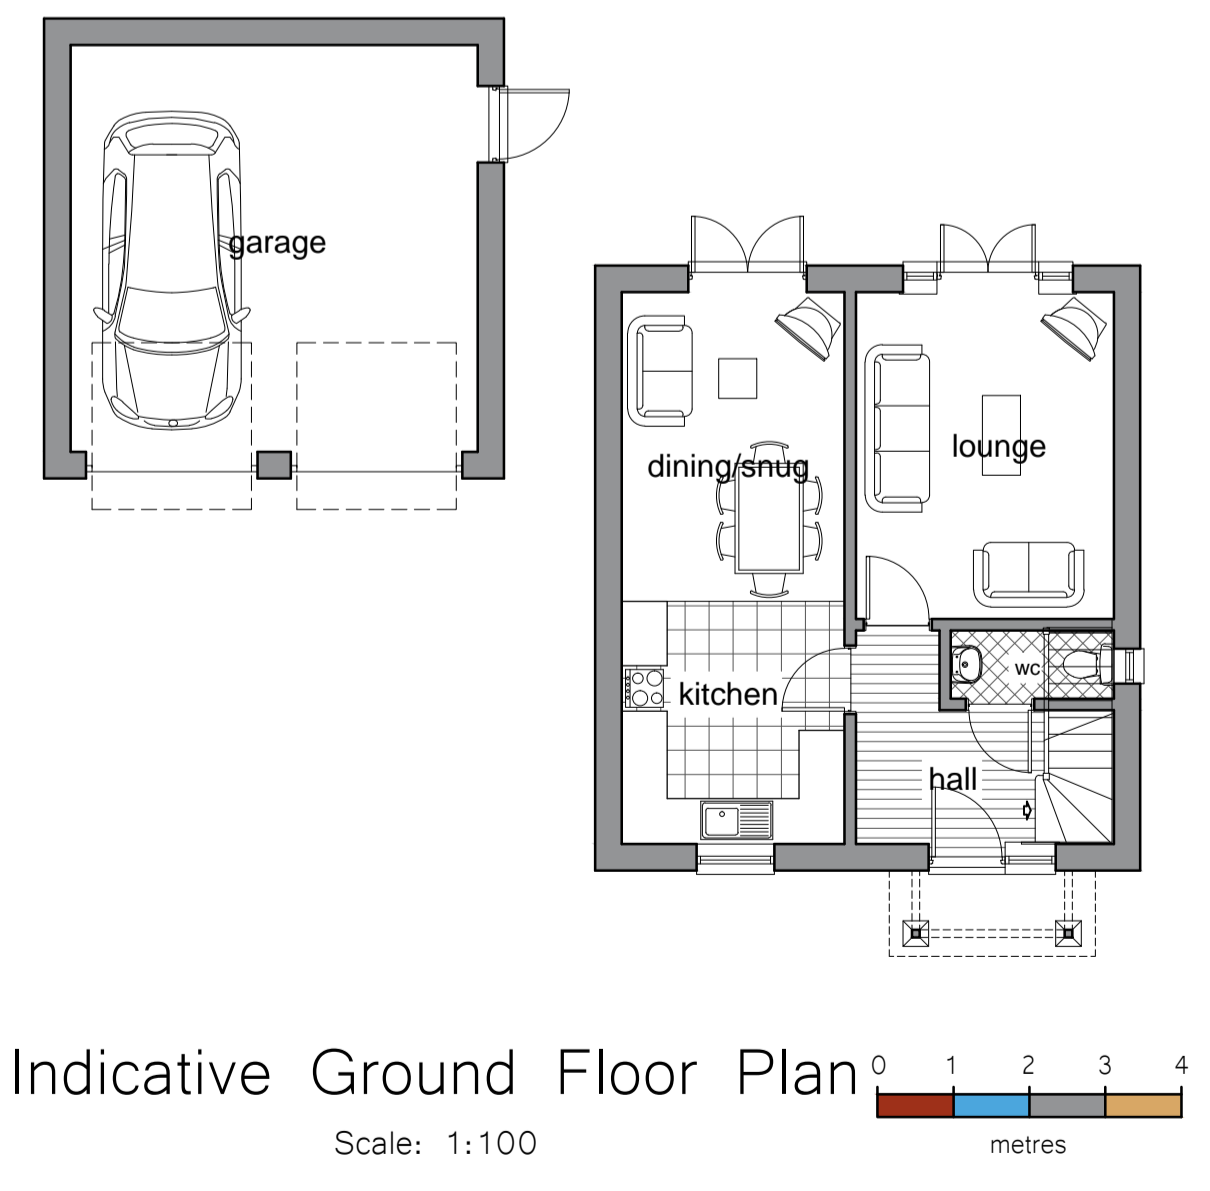 garage
dining/snug
lounge
kitchen
wc
hall
Indicative Ground Floor Plan
Scale: 1:100
0 1 2 3 4
metres